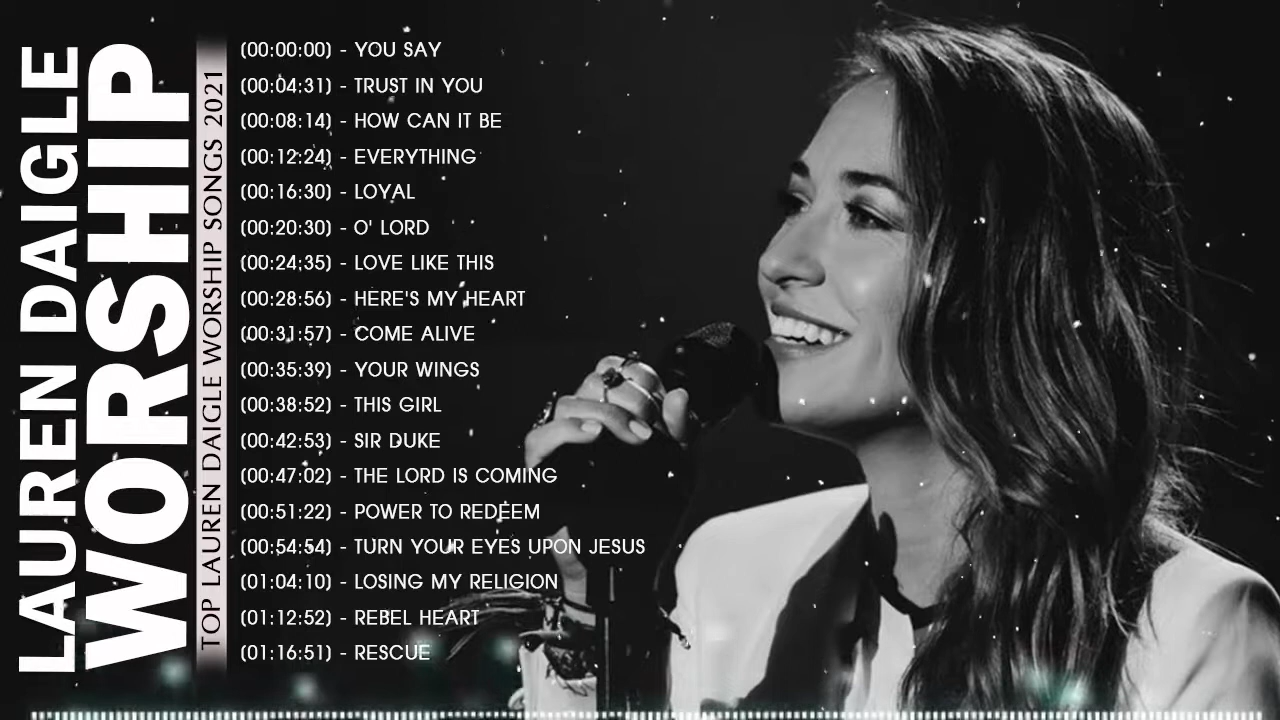 LAUREN DAIGLE
WORSHIP
TOP LAUREN DAIGLE WORSHIP SONGS 2021
(00:00:00) - YOU SAY
(00:04:31) - TRUST IN YOU
(00:08:14) - HOW CAN IT BE
(00:12:24) - EVERYTHING
(00:16:30) - LOYAL
(00:20:30) - O' LORD
(00:24:35) - LOVE LIKE THIS
(00:28:56) - HERE'S MY HEART
(00:31:57) - COME ALIVE
(00:35:39) - YOUR WINGS
(00:38:52) - THIS GIRL
(00:42:53) - SIR DUKE
(00:47:02) - THE LORD IS COMING
(00:51:22) - POWER TO REDEEM
(00:54:54) - TURN YOUR EYES UPON JESUS
(01:04:10) - LOSING MY RELIGION
(01:12:52) - REBEL HEART
(01:16:51) - RESCUE